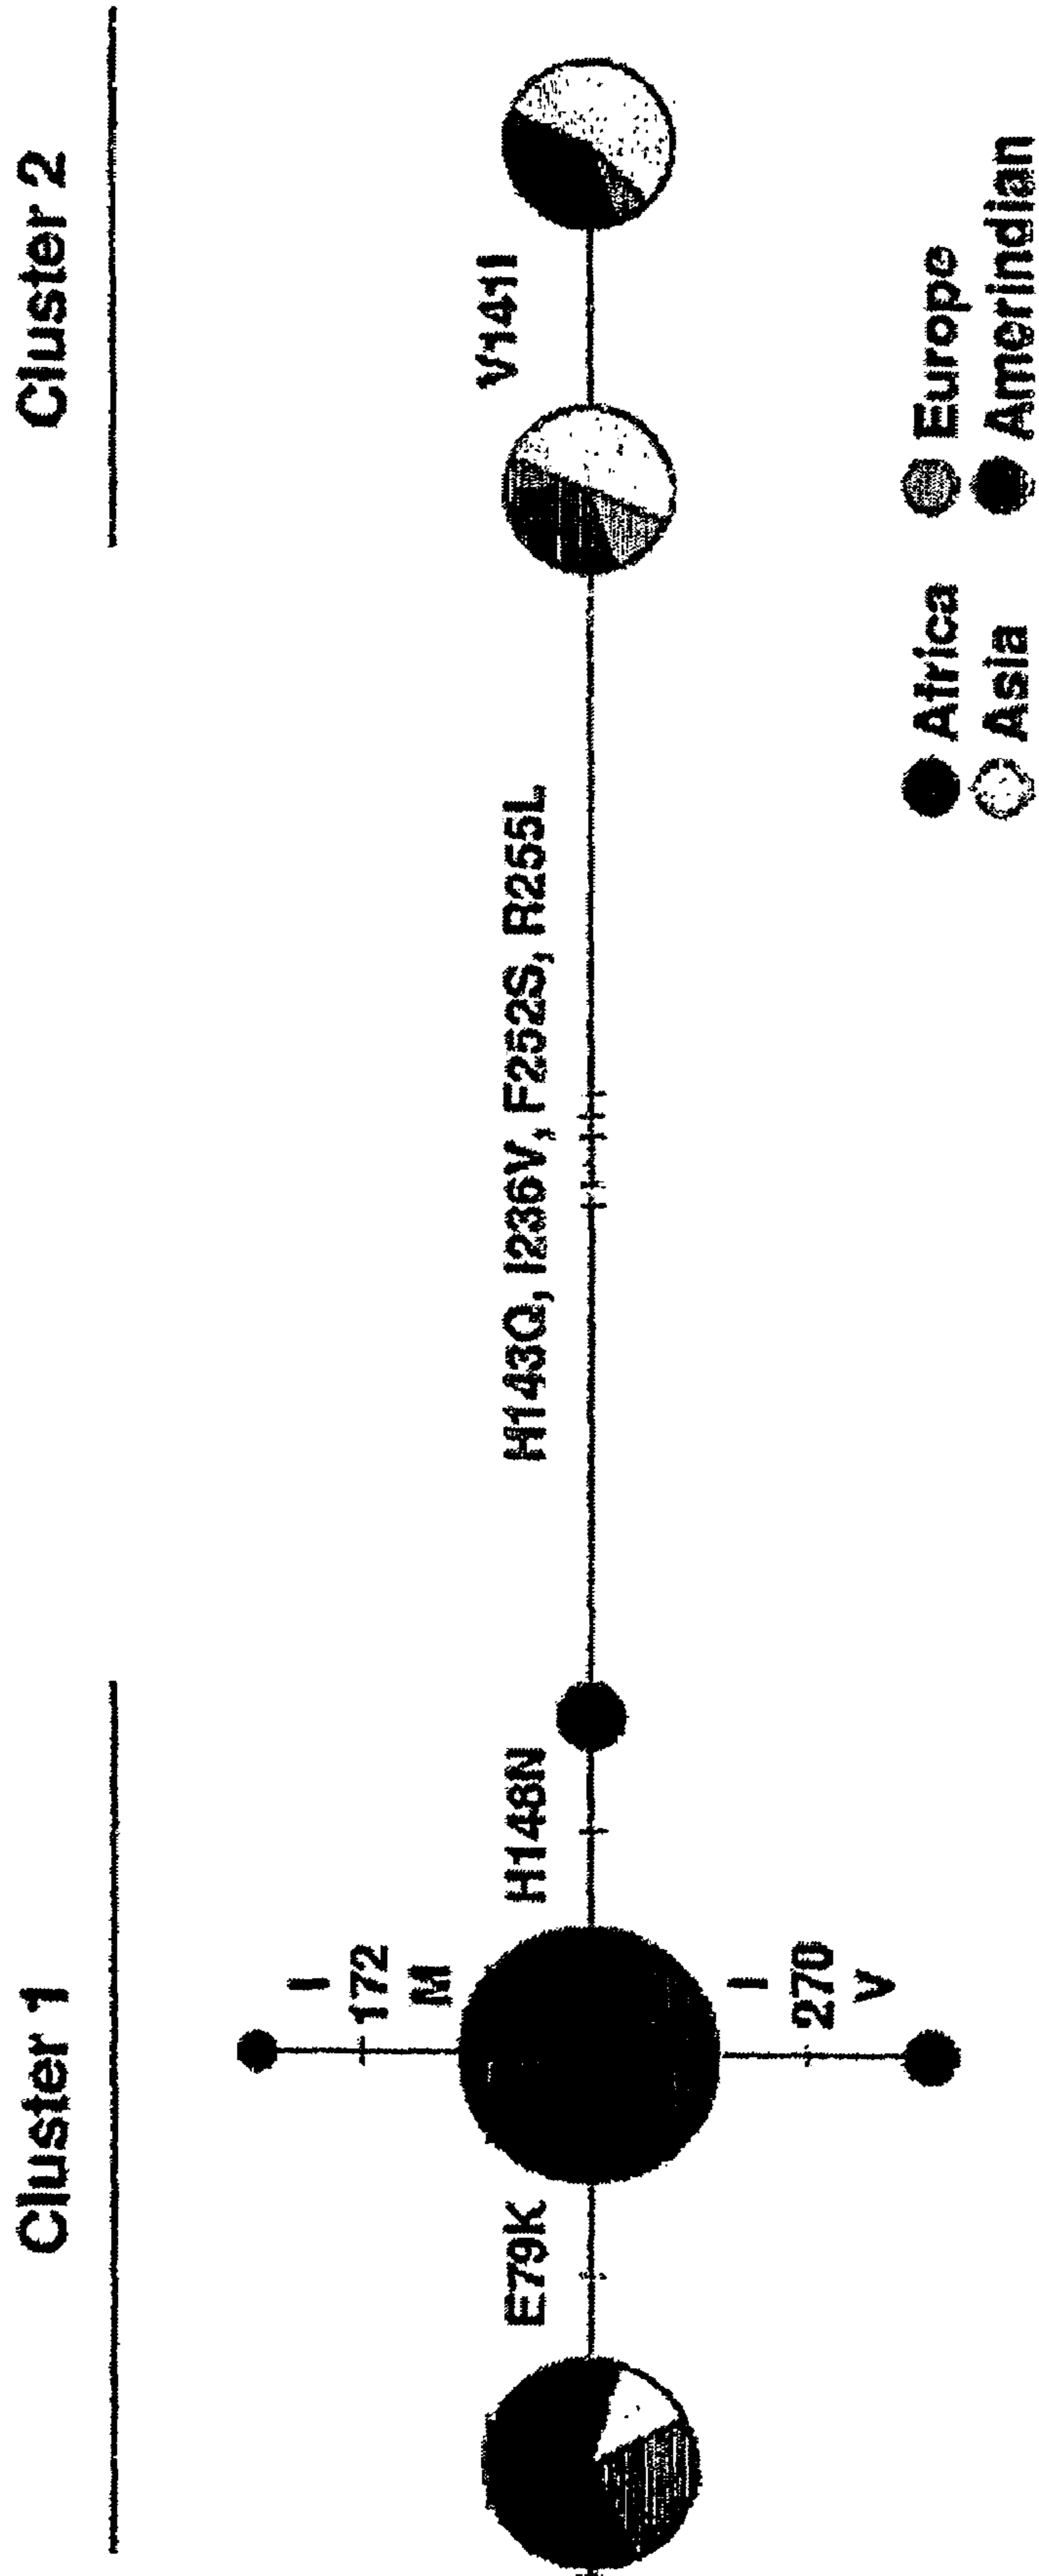 Cluster 1
Cluster 2
E79K
I
172
M
I
270
V
H148N
H143Q, I236V, F252S, R255L
V141I
Africa
Europe
Asia
Amerindian